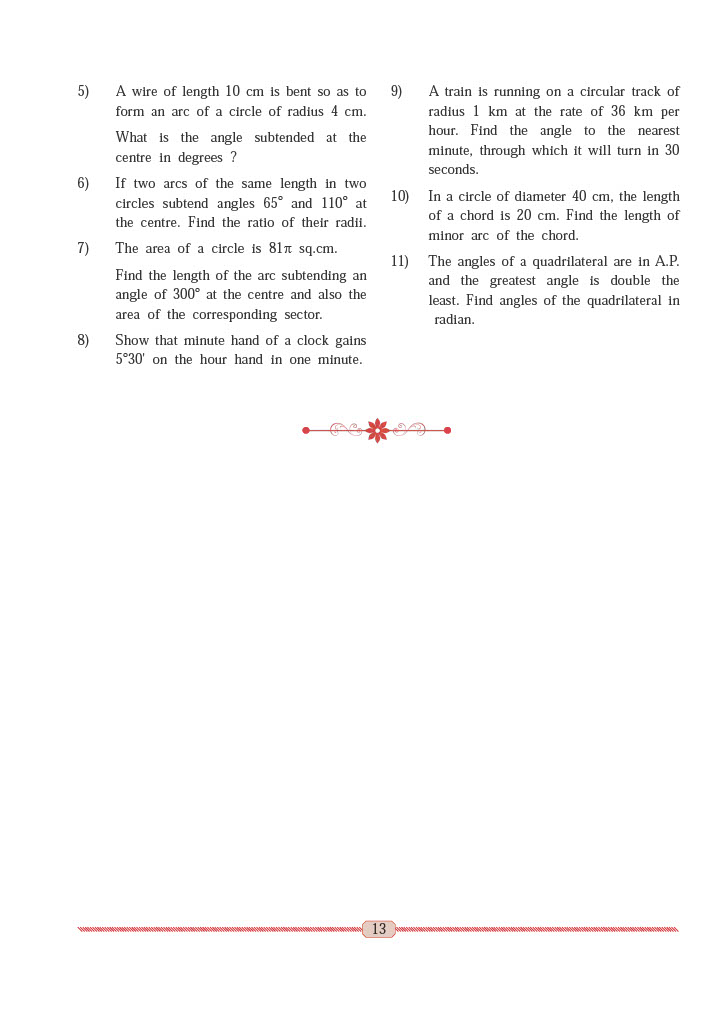 5) A wire of length 10 cm is bent so as to
form an arc of a circle of radius 4 cm.
What is the angle subtended at the
centre in degrees ?
6) If two arcs of the same length in two
circles subtend angles 65° and 110° at
the centre. Find the ratio of their radii.
7) The area of a circle is 81π sq.cm.
Find the length of the arc subtending an
angle of 300° at the centre and also the
area of the corresponding sector.
8) Show that minute hand of a clock gains
5°30' on the hour hand in one minute.
9) A train is running on a circular track of
radius 1 km at the rate of 36 km per
hour. Find the angle to the nearest
minute, through which it will turn in 30
seconds.
10) In a circle of diameter 40 cm, the length
of a chord is 20 cm. Find the length of
minor arc of the chord.
11) The angles of a quadrilateral are in A.P.
and the greatest angle is double the
least. Find angles of the quadrilateral in
radian.
13